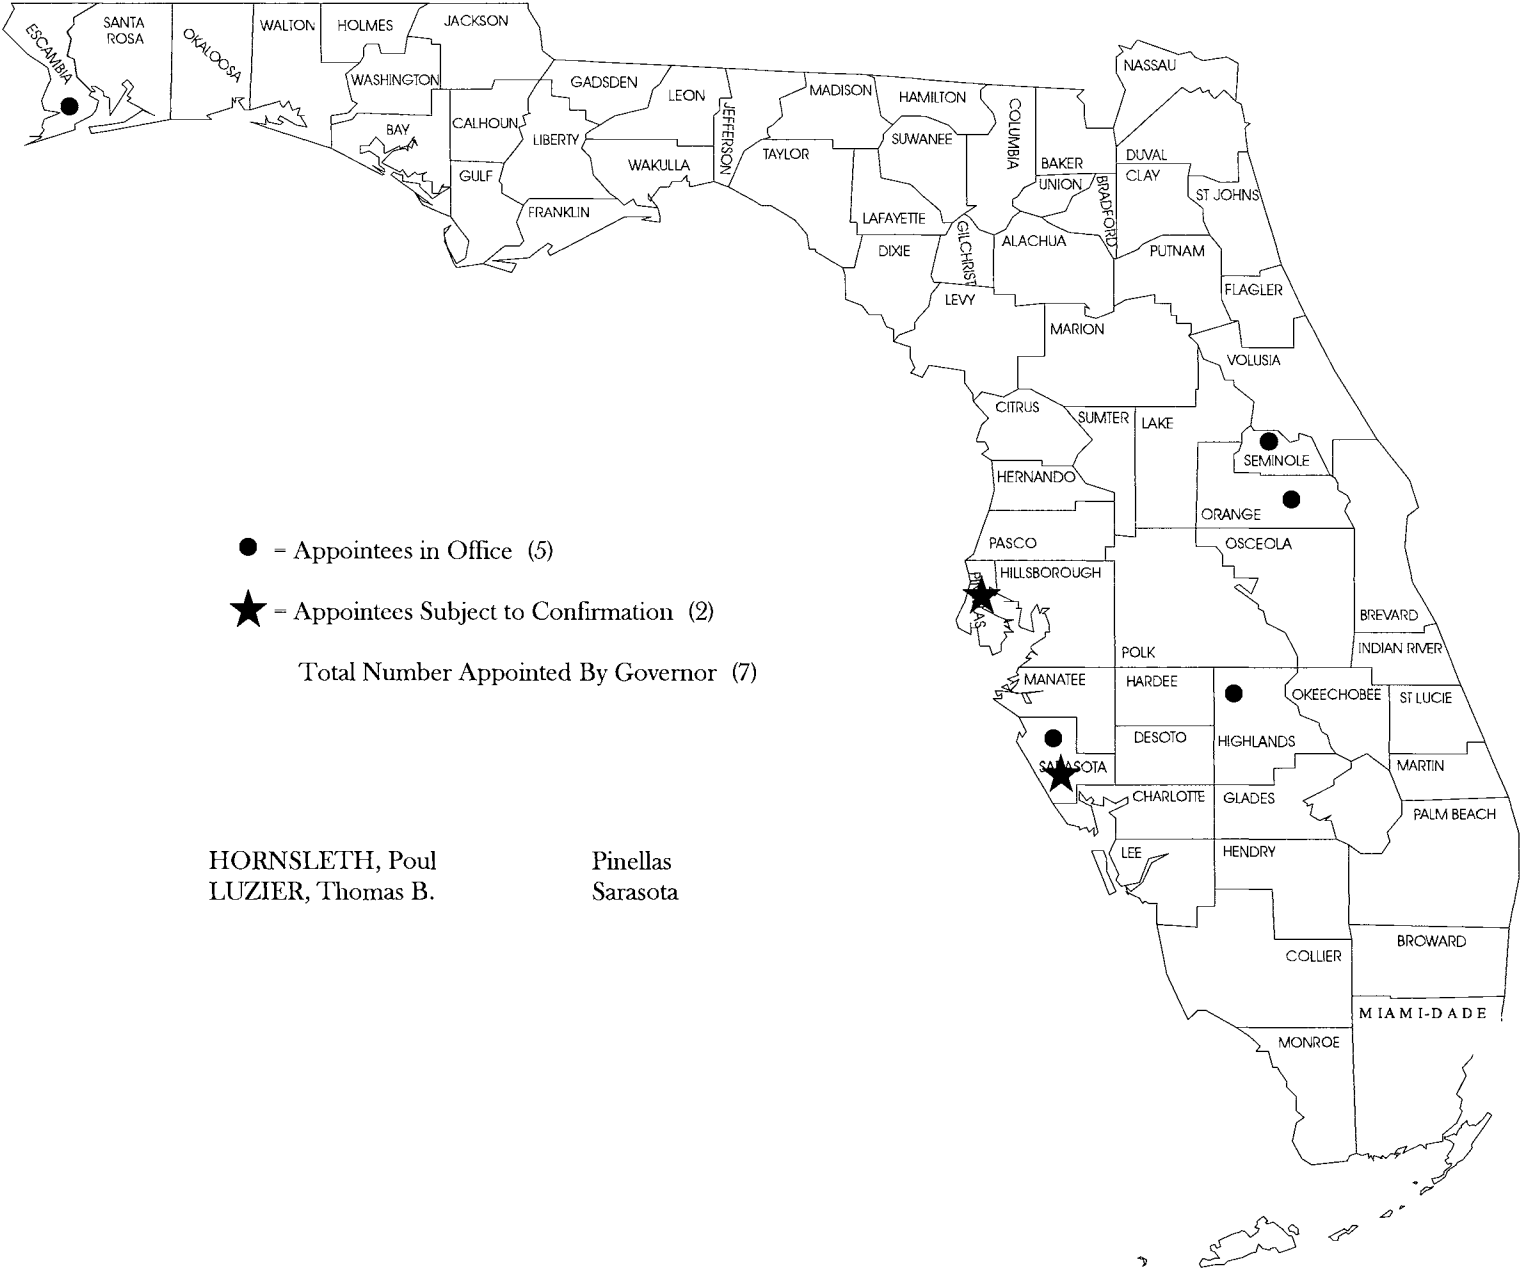 ESCAMBIA
SANTA
ROSA
OKALOOSA
WALTON
HOLMES
JACKSON
WASHINGTON
BAY
CALHOUN
GULF
GADSDEN
LIBERTY
FRANKLIN
LEON
WAKULLA
JEFFERSON
MADISON
TAYLOR
HAMILTON
SUWANEE
LAFAYETTE
DIXIE
COLUMBIA
GILCHRIST
BAKER
UNION
BRADFORD
ALACHUA
LEVY
NASSAU
DUVAL
CLAY
ST JOHNS
PUTNAM
FLAGLER
MARION
VOLUSIA
CITRUS
SUMTER
LAKE
SEMINOLE
HERNANDO
ORANGE
PASCO
OSCEOLA
HILLSBOROUGH
BREVARD
INDIAN RIVER
POLK
MANATEE
HARDEE
OKEECHOBEE
ST LUCIE
DESOTO
HIGHLANDS
SARASOTA
MARTIN
CHARLOTTE
GLADES
PALM BEACH
LEE
HENDRY
BROWARD
COLLIER
MIAMI-DADE
MONROE
= Appointees in Office (5)
= Appointees Subject to Confirmation (2)
Total Number Appointed By Governor (7)
HORNSLETH, Poul Pinellas
LUZIER, Thomas B. Sarasota